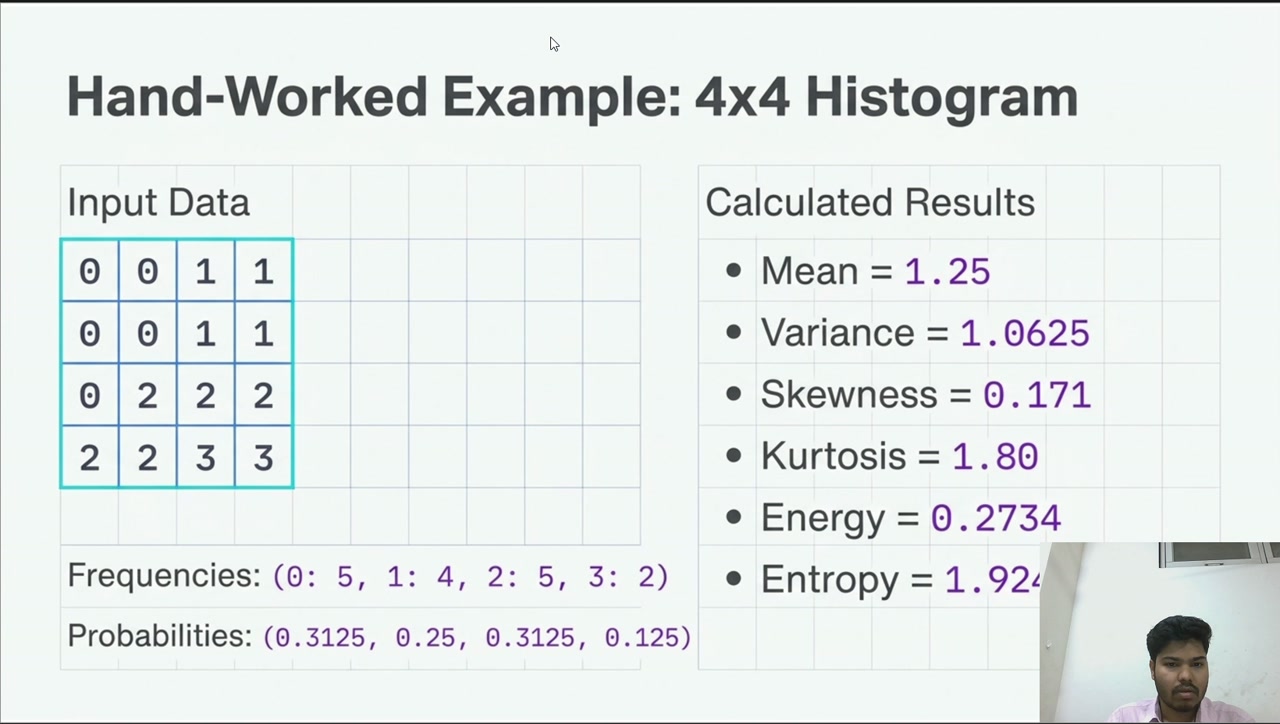 Hand-Worked Example: 4x4 Histogram
Input Data
0 0 1 1
0 0 1 1
0 2 2 2
2 2 3 3
Frequencies: (0: 5, 1: 4, 2: 5, 3: 2)
Probabilities: (0.3125, 0.25, 0.3125, 0.125)
Calculated Results
• Mean = 1.25
• Variance = 1.0625
• Skewness = 0.171
• Kurtosis = 1.80
• Energy = 0.2734
• Entropy = 1.924